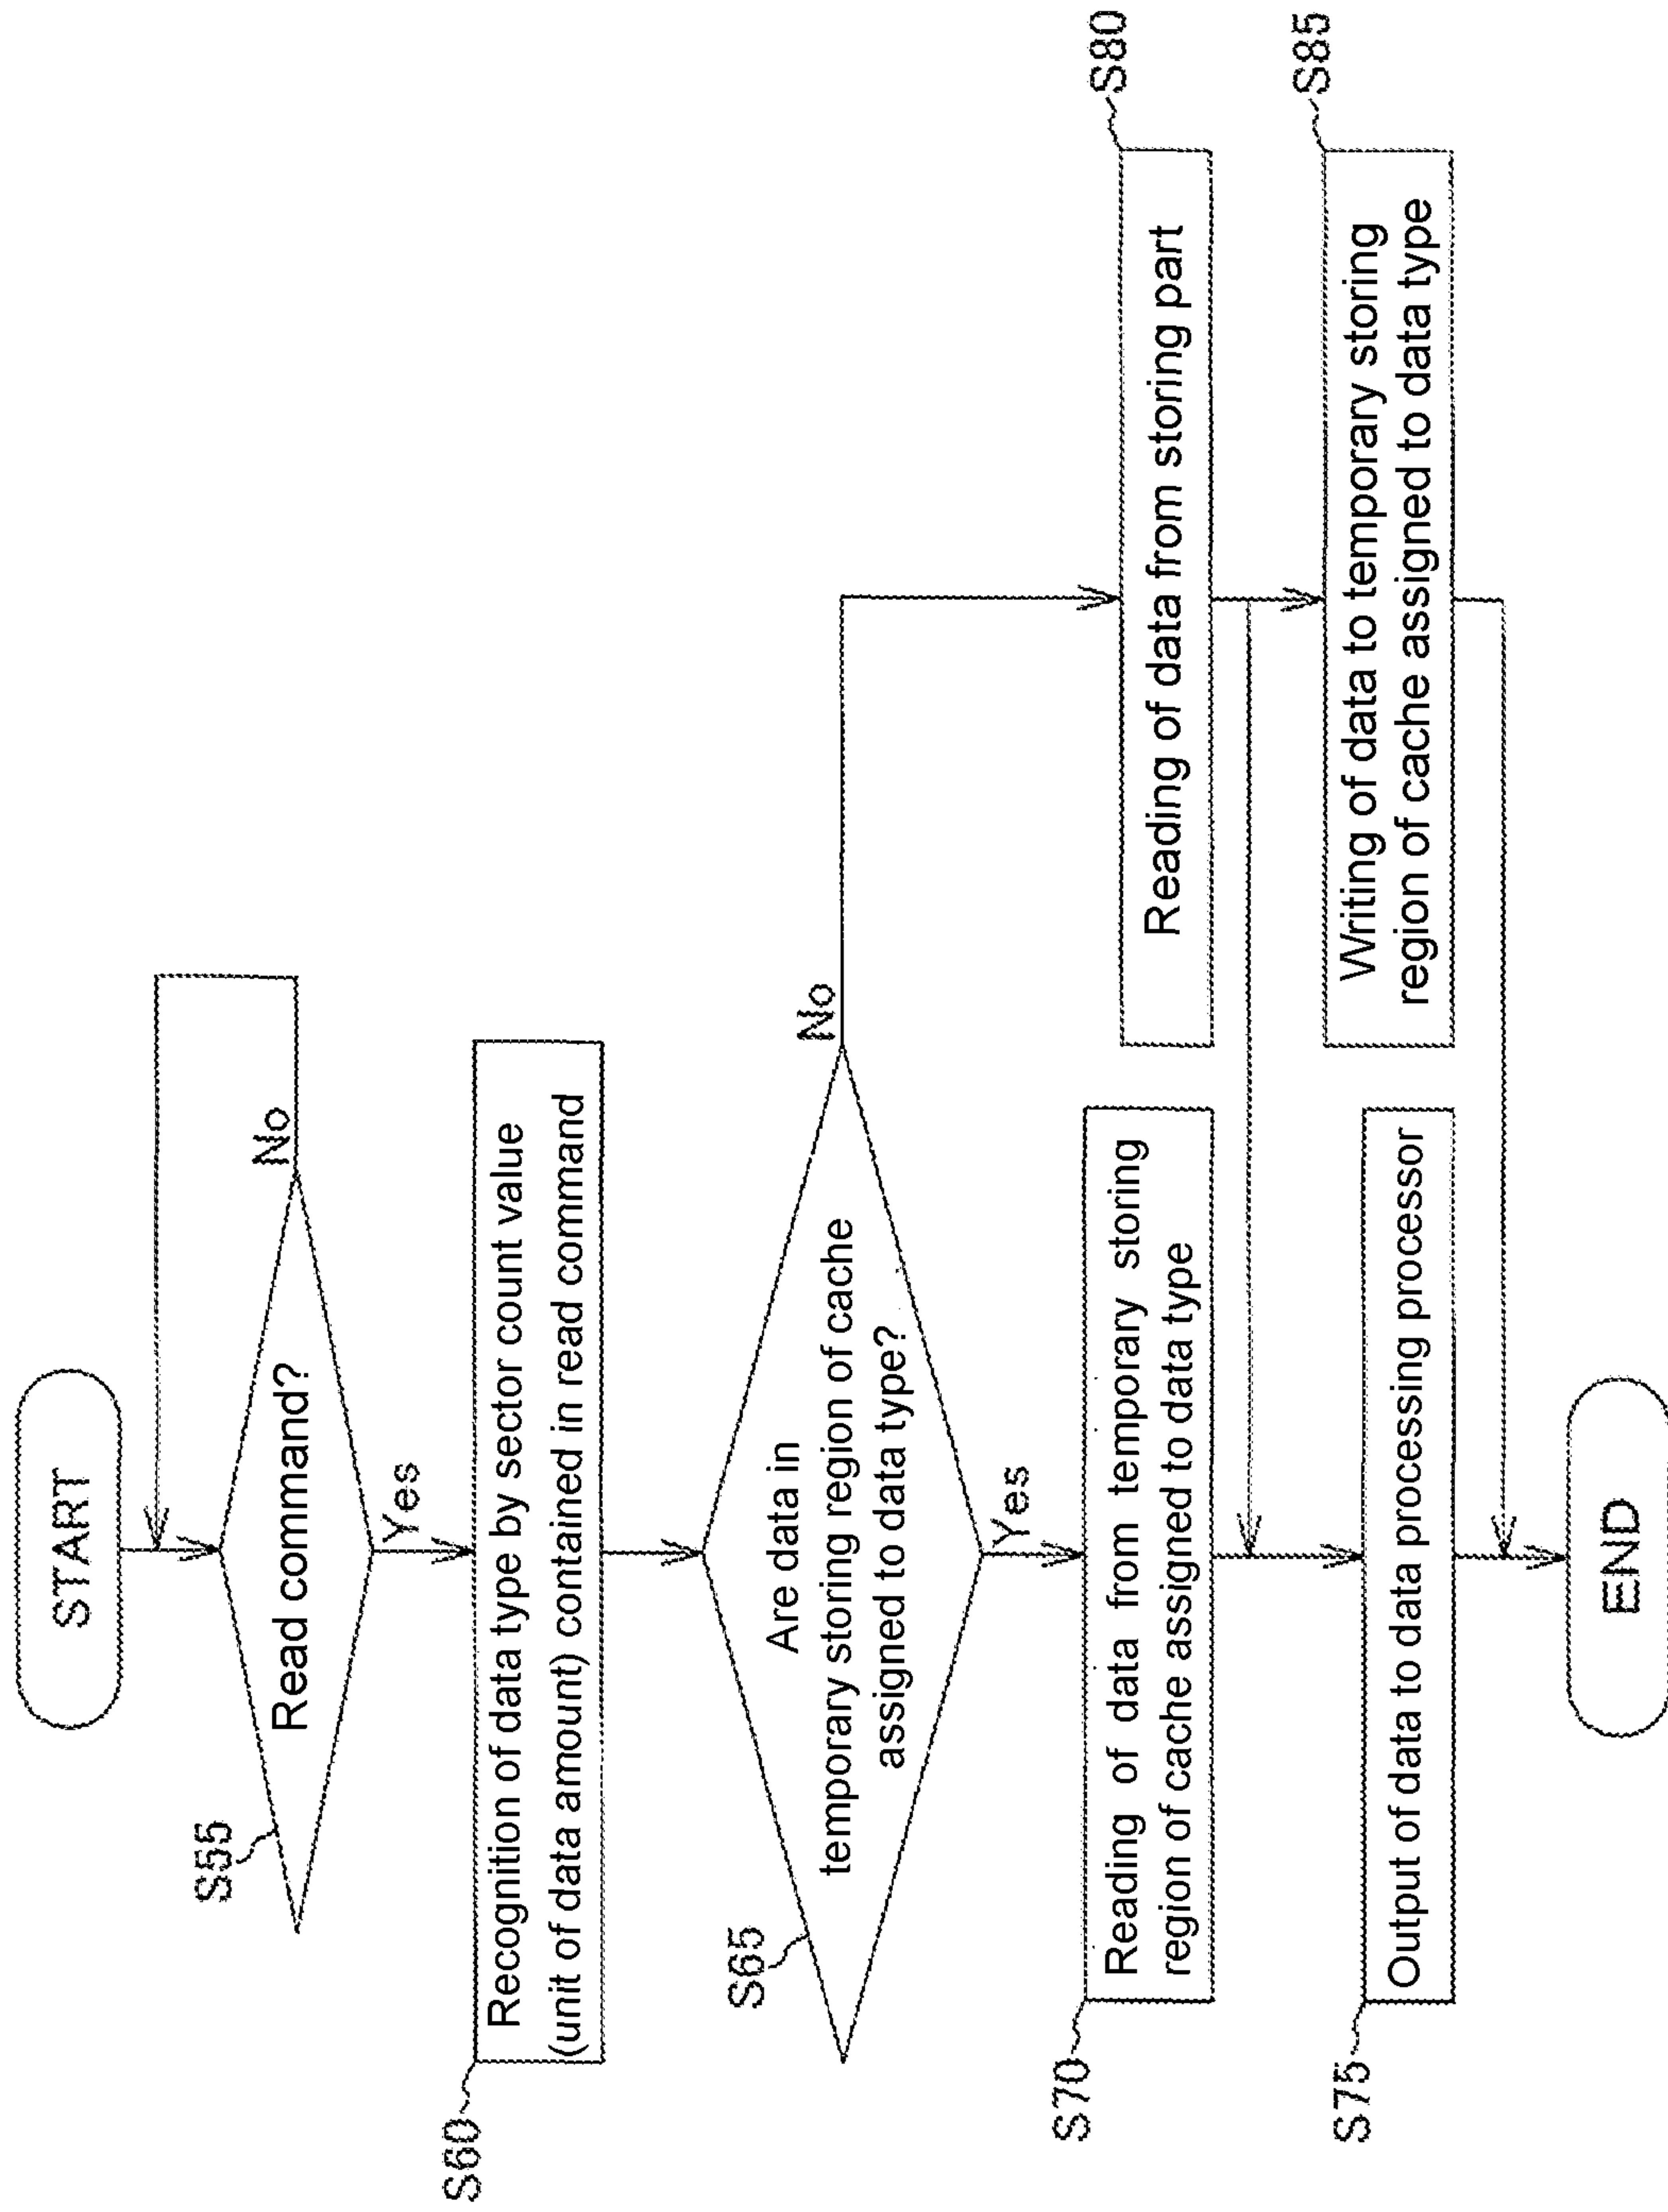 START
S55
Read command?
No
Yes
S60
Recognition of data type by sector count value
(unit of data amount) contained in read command
S65
Are data in
temporary storing region of cache
assigned to data type?
No
Yes
S70
Reading of data from temporary storing
region of cache assigned to data type
S80
Reading of data from storing part
S75
Output of data to data processing processor
S85
Writing of data to temporary storing
region of cache assigned to data type
END